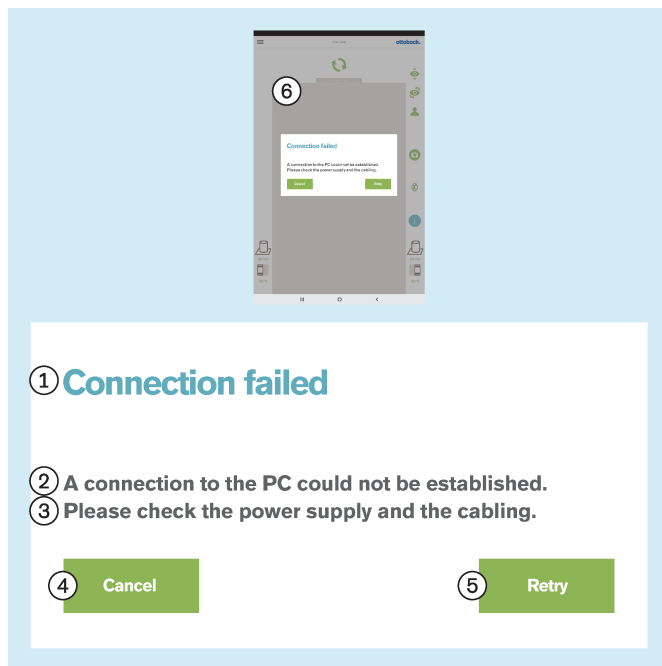 ottobock.
6
Connection failed
A connection to the PC could not be established.
Please check the power supply and the cabling.
Cancel Retry
1 Connection failed
2 A connection to the PC could not be established.
3 Please check the power supply and the cabling.
4 Cancel 5 Retry